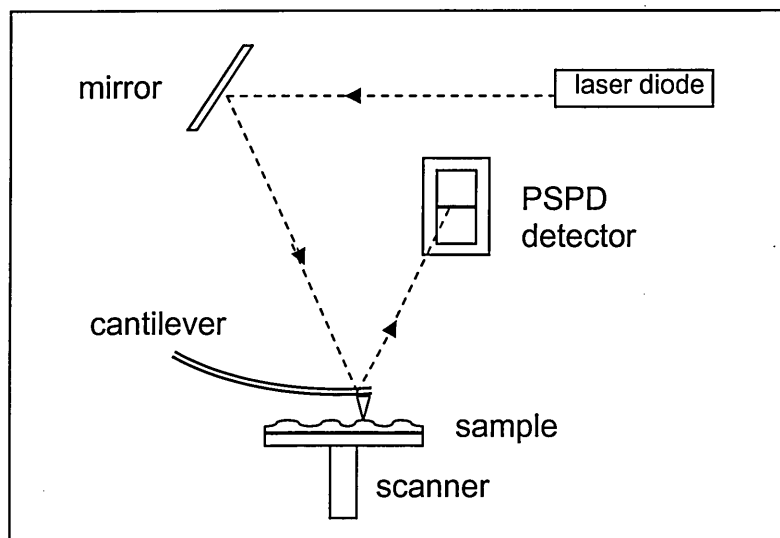 mirror
laser diode
PSPD
detector
cantilever
sample
scanner